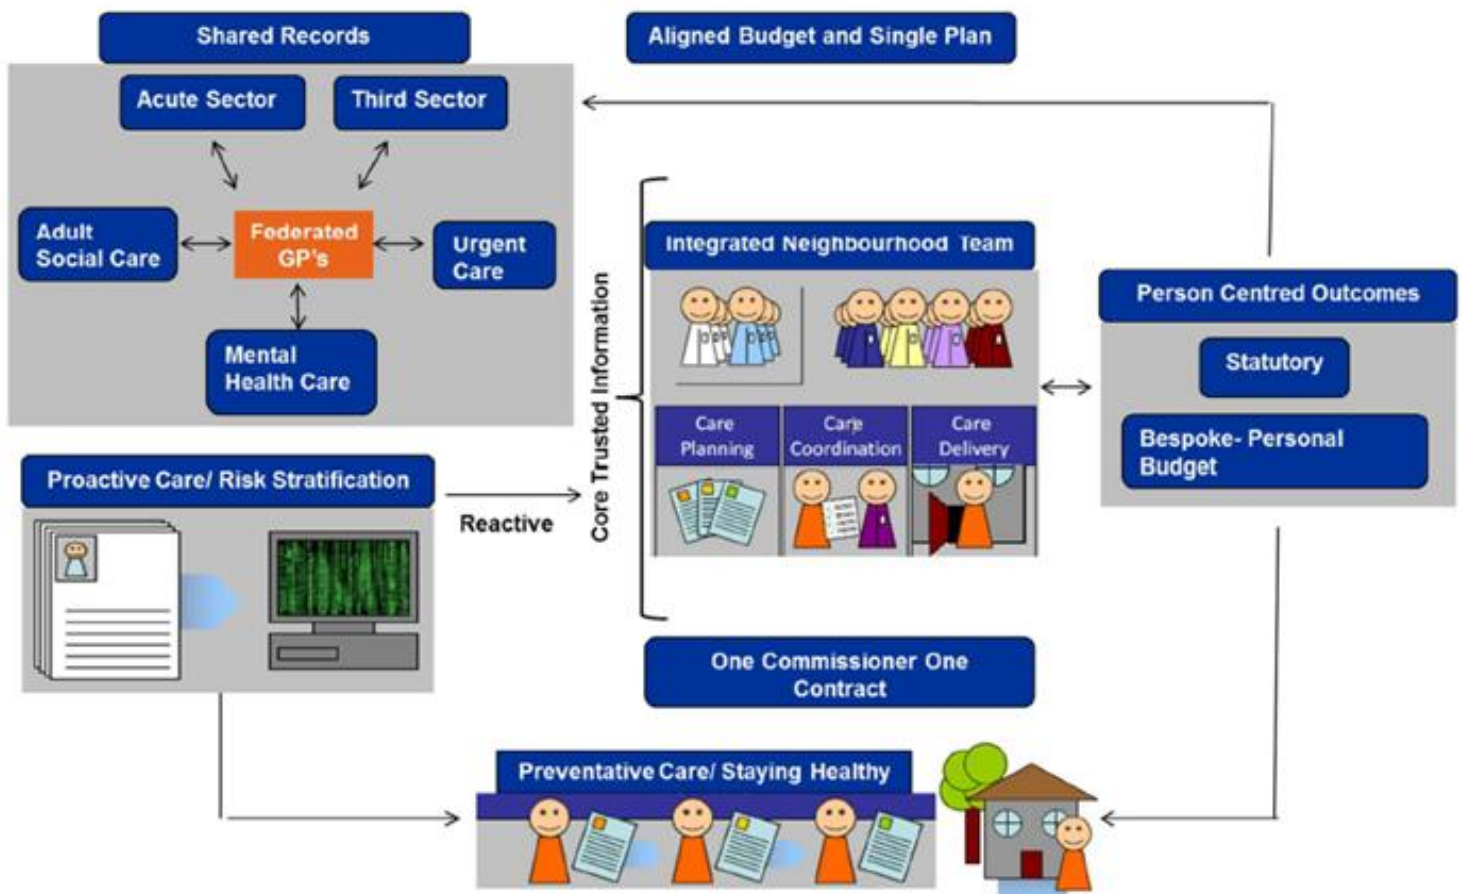 Shared Records
Aligned Budget and Single Plan
Acute Sector
Third Sector
Adult
Social Care
Federated
GP's
Urgent
Care
Mental
Health Care
Core Trusted Information
Integrated Neighbourhood Team
Care
Planning
Care
Coordination
Care
Delivery
Person Centred Outcomes
Statutory
Bespoke- Personal
Budget
Proactive Care/ Risk Stratification
Reactive
One Commissioner One
Contract
Preventative Care/ Staying Healthy